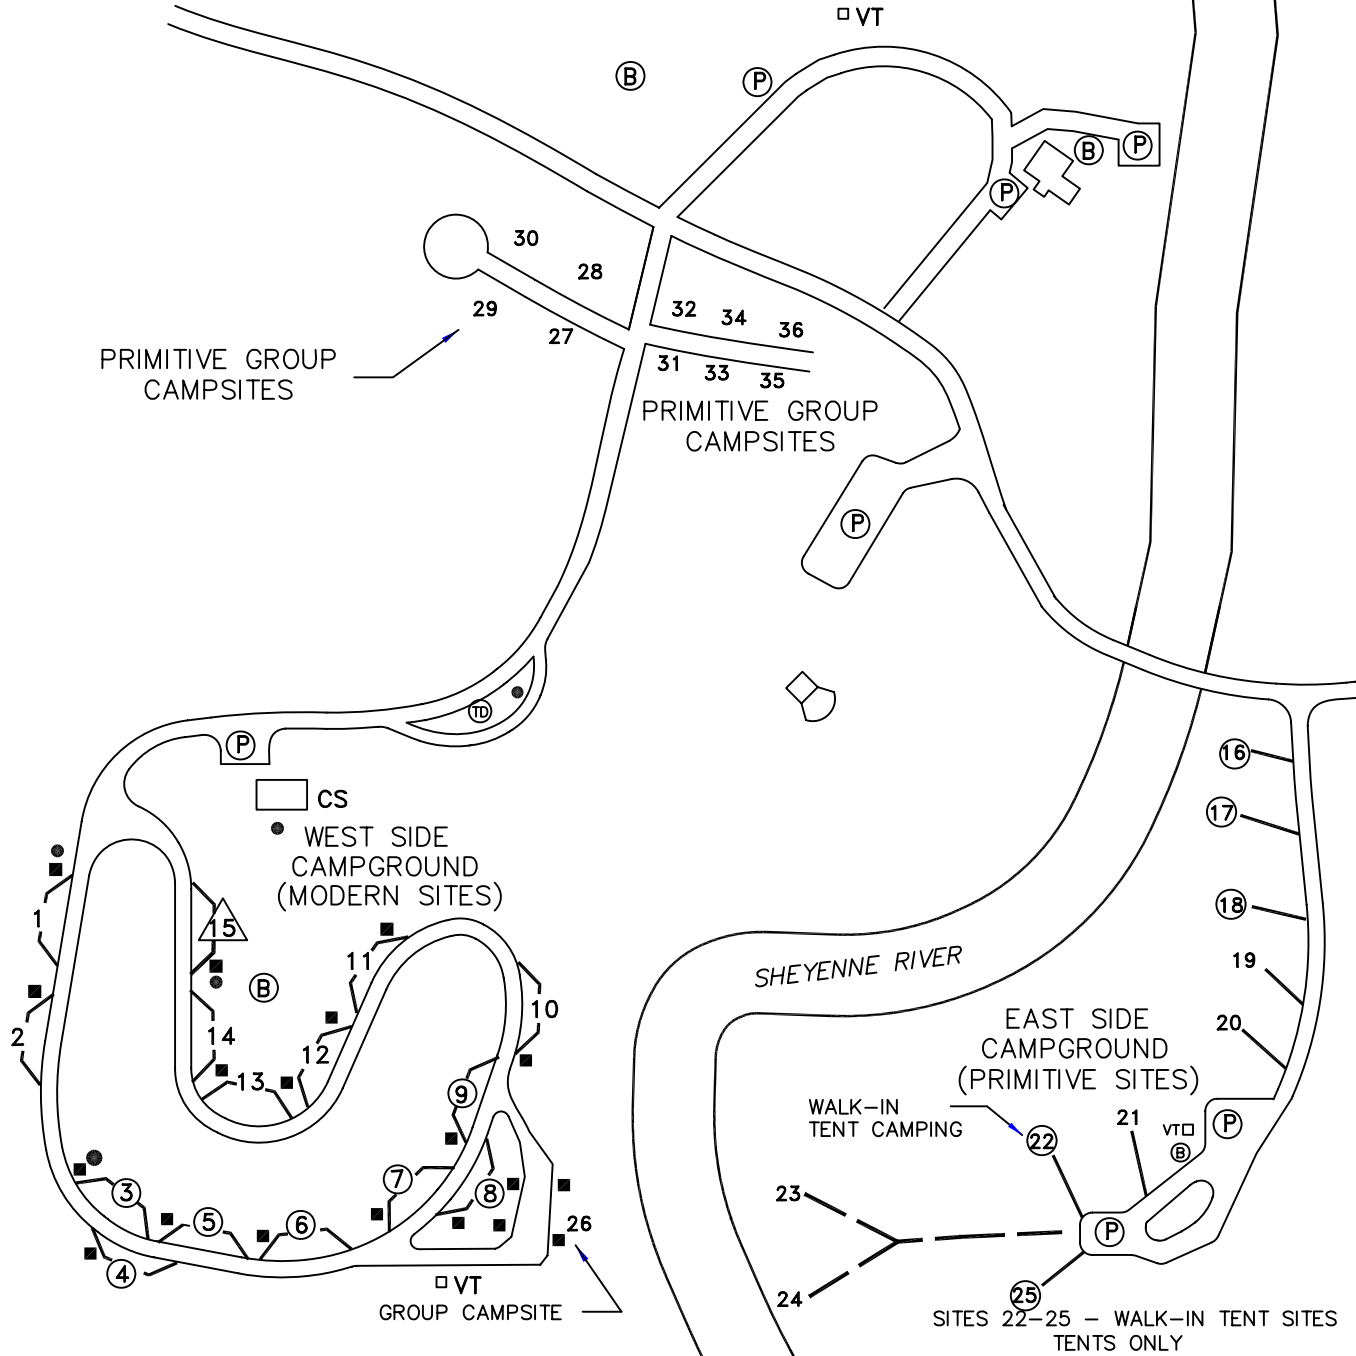 VT
B
P
B
P
P
30
28
29
27
32
34
36
31
33
35
PRIMITIVE GROUP
CAMPSITES
PRIMITIVE GROUP
CAMPSITES
P
TD
P
CS
WEST SIDE
CAMPGROUND
(MODERN SITES)
16
17
18
19
20
1
15
11
B
2
14
12
10
13
9
SHEYENNE RIVER
EAST SIDE
CAMPGROUND
(PRIMITIVE SITES)
WALK-IN
TENT CAMPING
22
21
VT
B
P
3
7
8
5
6
4
26
23
24
P
25
VT
GROUP CAMPSITE
SITES 22-25 - WALK-IN TENT SITES
TENTS ONLY